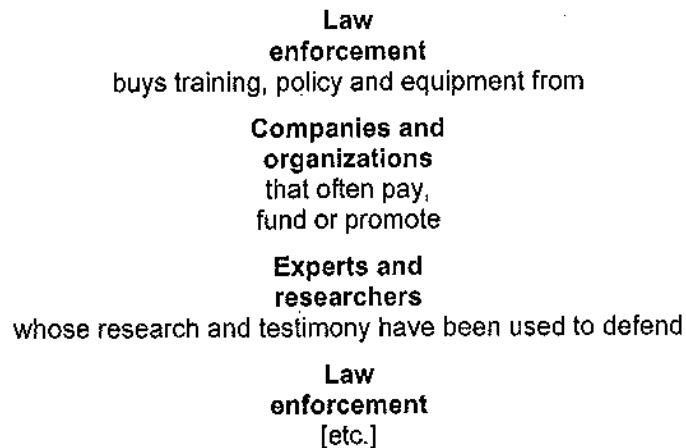 Law
enforcement
buys training, policy and equipment from
Companies and
organizations
that often pay,
fund or promote
Experts and
researchers
whose research and testimony have been used to defend
Law
enforcement
[etc.]